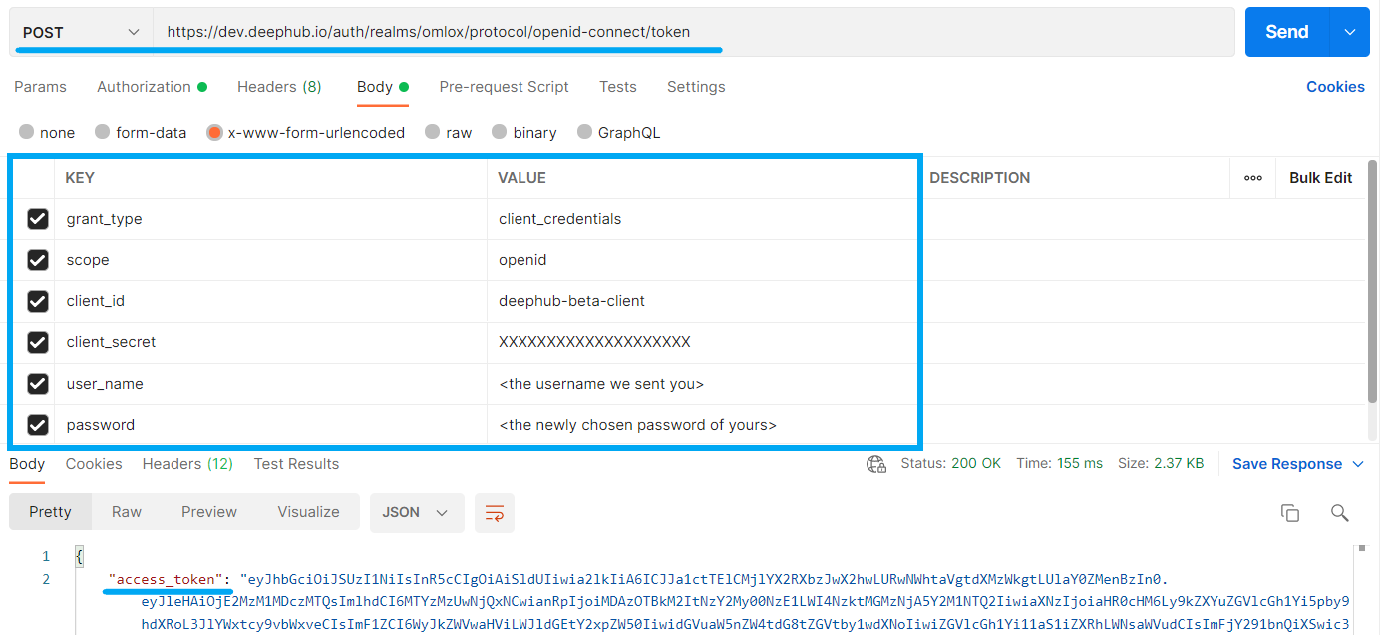 POST https://dev.deephub.io/auth/realms/omlox/protocol/openid-connect/token Send
Params Authorization Headers (8) Body Pre-request Script Tests Settings Cookies
none form-data x-www-form-urlencoded raw binary GraphQL
KEY VALUE DESCRIPTION ooo Bulk Edit
grant_type client_credentials
scope openid
client_id deephub-beta-client
client_secret XXXXXXXXXXXXXXXXXXXX
user_name <the username we sent you>
password <the newly chosen password of yours>
Body Cookies Headers (12) Test Results Status: 200 OK Time: 155 ms Size: 2.37 KB Save Response
Pretty Raw Preview Visualize JSON
1 {
2 "access_token": "eyJhbGciOiJSUzI1NiIsInR5cCIgOiAiSldUIiwia2lkIiA6ICJJa1ctTElCMjlYX2RXbzJwX2hwLURwNWhtaVgtdXMzWkgtLUlaY0ZMenBzIn0.
eyJleHAiOjE2MzM1MDczMTQsImlhdCI6MTYzMzUwNjQxNCwianRpIjoiMDAzOTBkM2ItNzY2My00NzE1LWI4NzktMGMzNjA5Y2M1NTQ2IiwiaXNzIjoiaHR0cHM6Ly9kZXYuZGVlcGh1Yi5pby9
hdXRoL3JlYWxtcy9vbWxveCIsImF1ZCI6WyJkZWVwaHViLWJldGEtY2xpZW50IiwidGVuaW5nZW4tdG8tZGVtby1wdXNoIiwiZGVlcGh1Yi11aS1iZXRhLWNsaWVudCIsImFjY291bnQiXSwic3